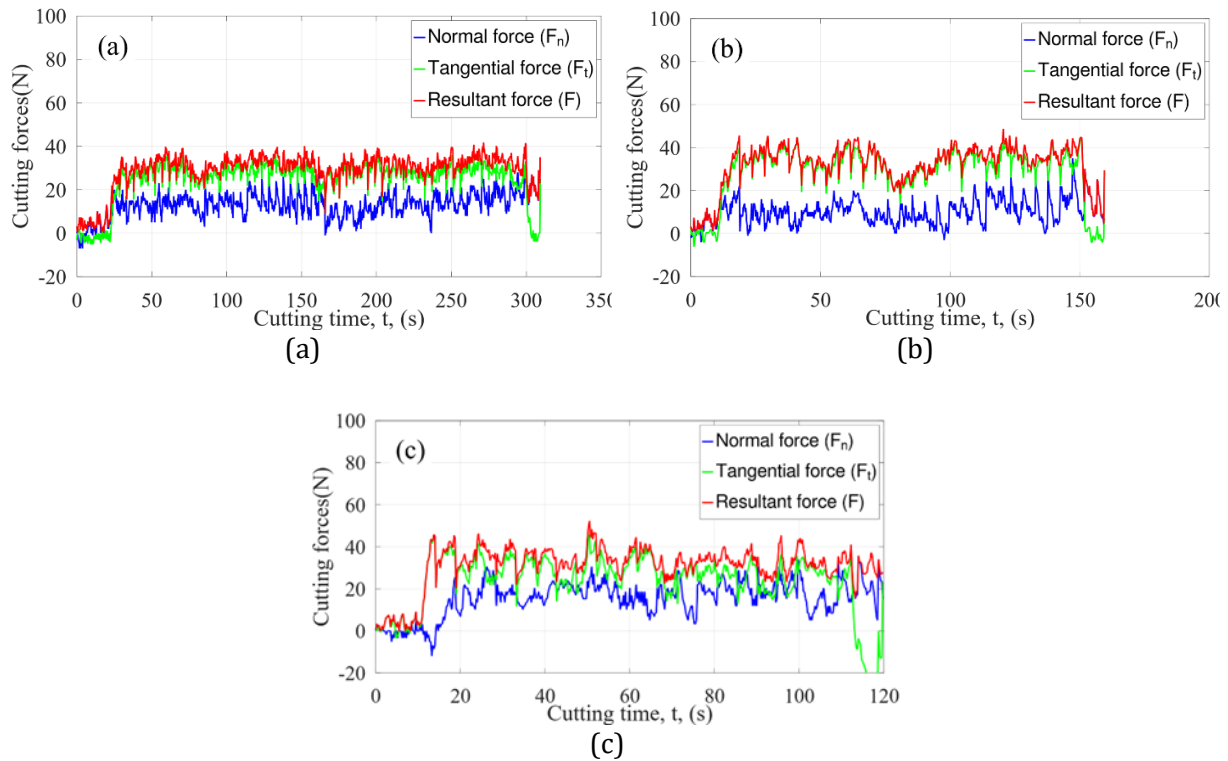 (a)
Normal force (Fn)
Tangential force (Ft)
Resultant force (F)
Cutting forces(N)
100
80
60
40
20
0
-20
0 50 100 150 200 250 300 350
Cutting time, t, (s)
(a)
(b)
Normal force (Fn)
Tangential force (Ft)
Resultant force (F)
Cutting forces(N)
100
80
60
40
20
0
-20
0 50 100 150 200
Cutting time, t, (s)
(b)
(c)
Normal force (Fn)
Tangential force (Ft)
Resultant force (F)
Cutting forces(N)
100
80
60
40
20
0
-20
0 20 40 60 80 100 120
Cutting time, t, (s)
(c)